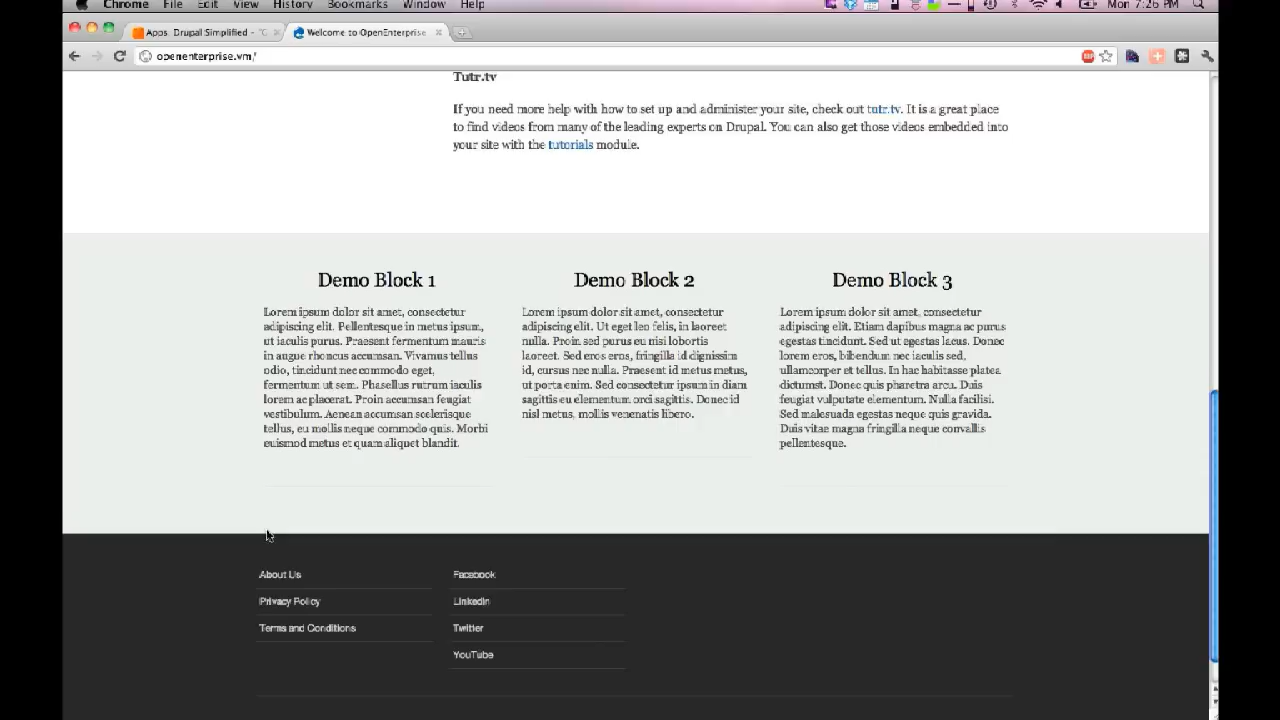 Chrome File Edit View History Bookmarks Window Help Mon 7:26 PM
Apps. Drupal Simplified - Welcome to OpenEnterprise
openenterprise.vm/
Tutr.tv
If you need more help with how to set up and administer your site, check out tutr.tv. It is a great place
to find videos from many of the leading experts on Drupal. You can also get those videos embedded into
your site with the tutorials module.
Demo Block 1
Lorem ipsum dolor sit amet, consectetur
adipiscing elit. Pellentesque in metus ipsum,
ut iaculis purus. Praesent fermentum mauris
in augue rhoncus accumsan. Vivamus tellus
odio, tincidunt nec commodo eget,
fermentum ut sem. Phasellus rutrum iaculis
lorem ac placerat. Proin accumsan feugiat
vestibulum. Aenean accumsan scelerisque
tellus, eu mollis neque commodo quis. Morbi
euismod metus et quam aliquet blandit.
Demo Block 2
Lorem ipsum dolor sit amet, consectetur
adipiscing elit. Ut eget leo felis, in laoreet
nulla. Proin sed purus eu nisi lobortis
laoreet. Sed eros eros, fringilla id dignissim
id, cursus nec nulla. Praesent id metus metus,
ut porta enim. Sed consectetur ipsum in diam
sagittis eu elementum orci sagittis. Donec id
nisl metus, mollis venenatis libero.
Demo Block 3
Lorem ipsum dolor sit amet, consectetur
adipiscing elit. Etiam dapibus magna ac purus
egestas tincidunt. Sed ut egestas lacus. Donec
lorem eros, bibendum nec iaculis sed,
ullamcorper et tellus. In hac habitasse platea
dictumst. Donec quis pharetra arcu. Duis
feugiat vulputate elementum. Nulla facilisi.
Sed malesuada egestas neque quis gravida.
Duis vitae magna fringilla neque convallis
pellentesque.
About Us
Privacy Policy
Terms and Conditions
Facebook
LinkedIn
Twitter
YouTube